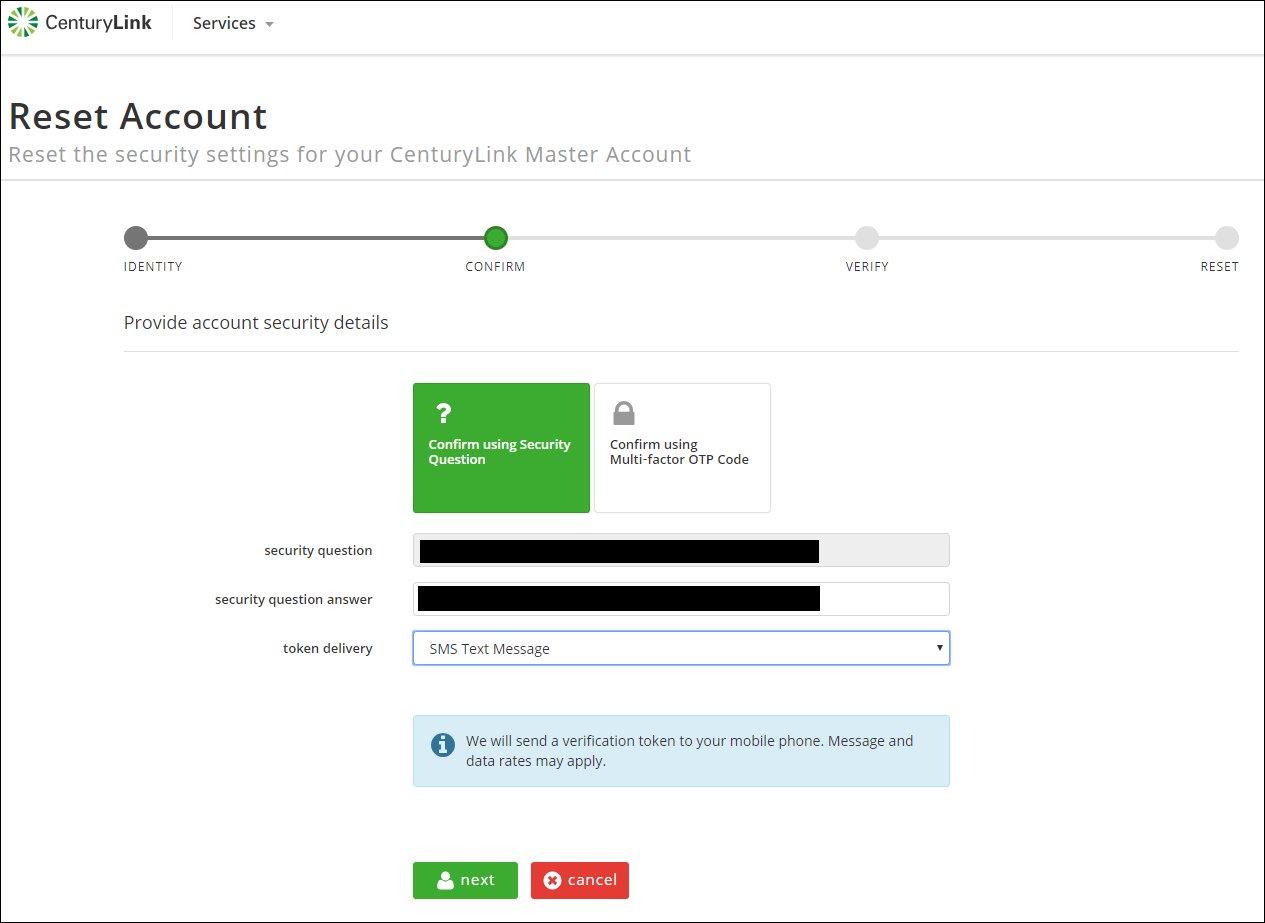 CenturyLink Services
Reset Account
Reset the security settings for your CenturyLink Master Account
IDENTITY CONFIRM VERIFY RESET
Provide account security details
? 
Confirm using Security
Question
Confirm using
Multi-factor OTP Code
security question
security question answer
token delivery SMS Text Message
We will send a verification token to your mobile phone. Message and
data rates may apply.
next cancel